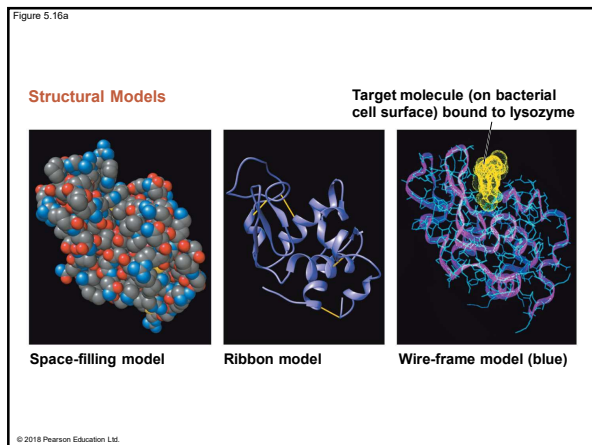 Figure 5.16a
Structural Models
Target molecule (on bacterial
cell surface) bound to lysozyme
Space-filling model
Ribbon model
Wire-frame model (blue)
© 2018 Pearson Education Ltd.